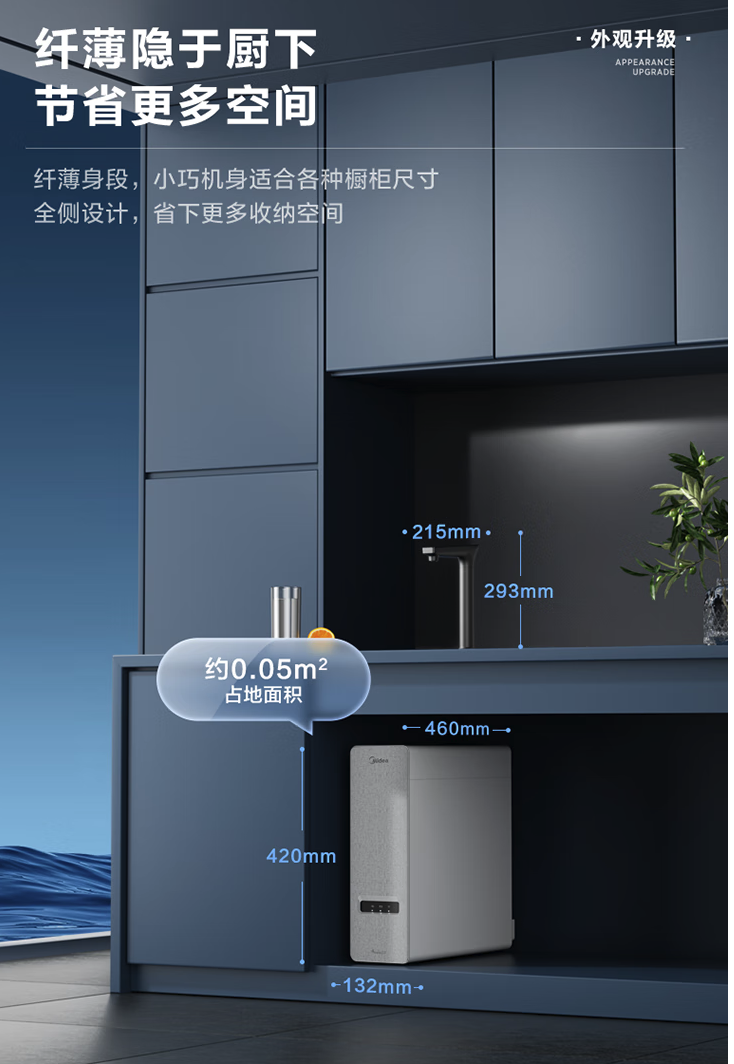 纤薄隐于厨下
节省更多空间
· 外观升级 ·
APPEARANCE
UPGRADE
纤薄身段，小巧机身适合各种橱柜尺寸
全侧设计，省下更多收纳空间
215mm
293mm
约0.05m²
占地面积
460mm
Midea
420mm
132mm